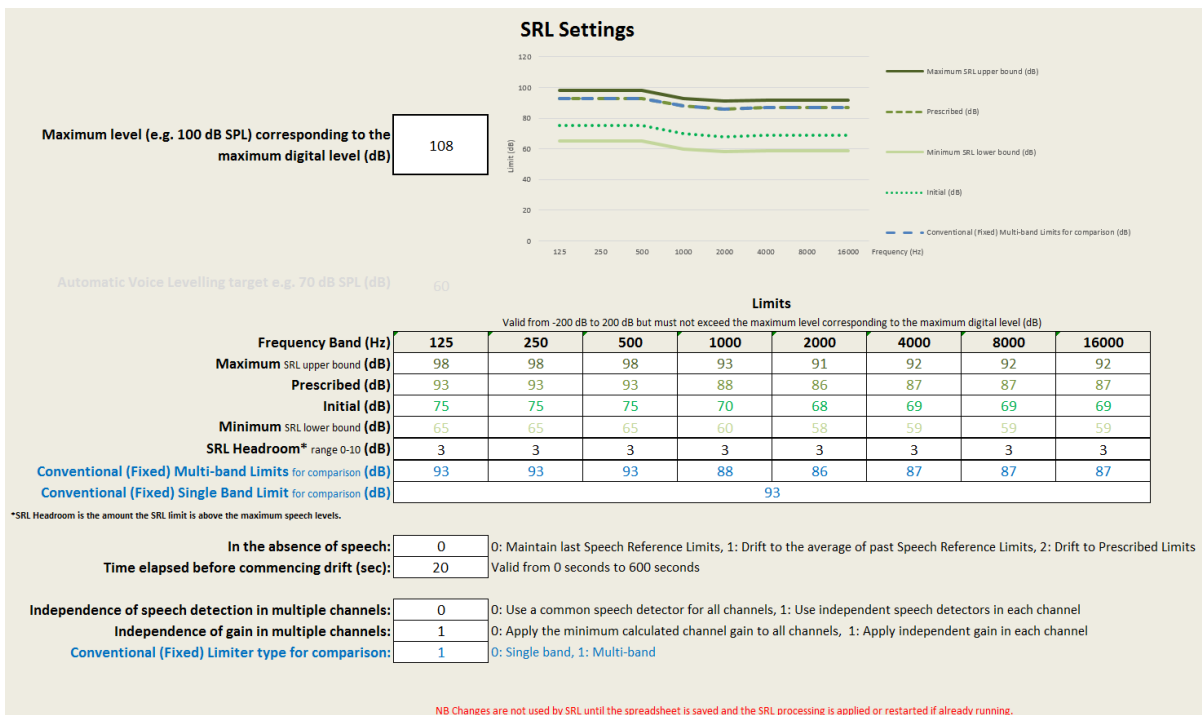 SRL Settings
120
100
80
60
40
20
0
Limit (dB)
125 250 500 1000 2000 4000 8000 16000 Frequency (Hz)
Maximum SRL upper bound (dB)
Prescribed (dB)
Minimum SRL lower bound (dB)
Initial (dB)
Conventional (Fixed) Multi-band Limits for comparison (dB)
Maximum level (e.g. 100 dB SPL) corresponding to the
maximum digital level (dB)
108
Automatic Voice Levelling target e.g. 70 dB SPL (dB) 60
Limits
Valid from -200 dB to 200 dB but must not exceed the maximum level corresponding to the maximum digital level (dB)
Frequency Band (Hz) 125 250 500 1000 2000 4000 8000 16000
Maximum SRL upper bound (dB) 98 98 98 93 91 92 92 92
Prescribed (dB) 93 93 93 88 86 87 87 87
Initial (dB) 75 75 75 70 68 69 69 69
Minimum SRL lower bound (dB) 65 65 65 60 58 59 59 59
SRL Headroom* range 0-10 (dB) 3 3 3 3 3 3 3 3
Conventional (Fixed) Multi-band Limits for comparison (dB) 93 93 93 88 86 87 87 87
Conventional (Fixed) Single Band Limit for comparison (dB) 93
*SRL Headroom is the amount the SRL limit is above the maximum speech levels.
In the absence of speech: 0 0: Maintain last Speech Reference Limits, 1: Drift to the average of past Speech Reference Limits, 2: Drift to Prescribed Limits
Time elapsed before commencing drift (sec): 20 Valid from 0 seconds to 600 seconds
Independence of speech detection in multiple channels: 0 0: Use a common speech detector for all channels, 1: Use independent speech detectors in each channel
Independence of gain in multiple channels: 1 0: Apply the minimum calculated channel gain to all channels, 1: Apply independent gain in each channel
Conventional (Fixed) Limiter type for comparison: 1 0: Single band, 1: Multi-band
NB Changes are not used by SRL until the spreadsheet is saved and the SRL processing is applied or restarted if already running.